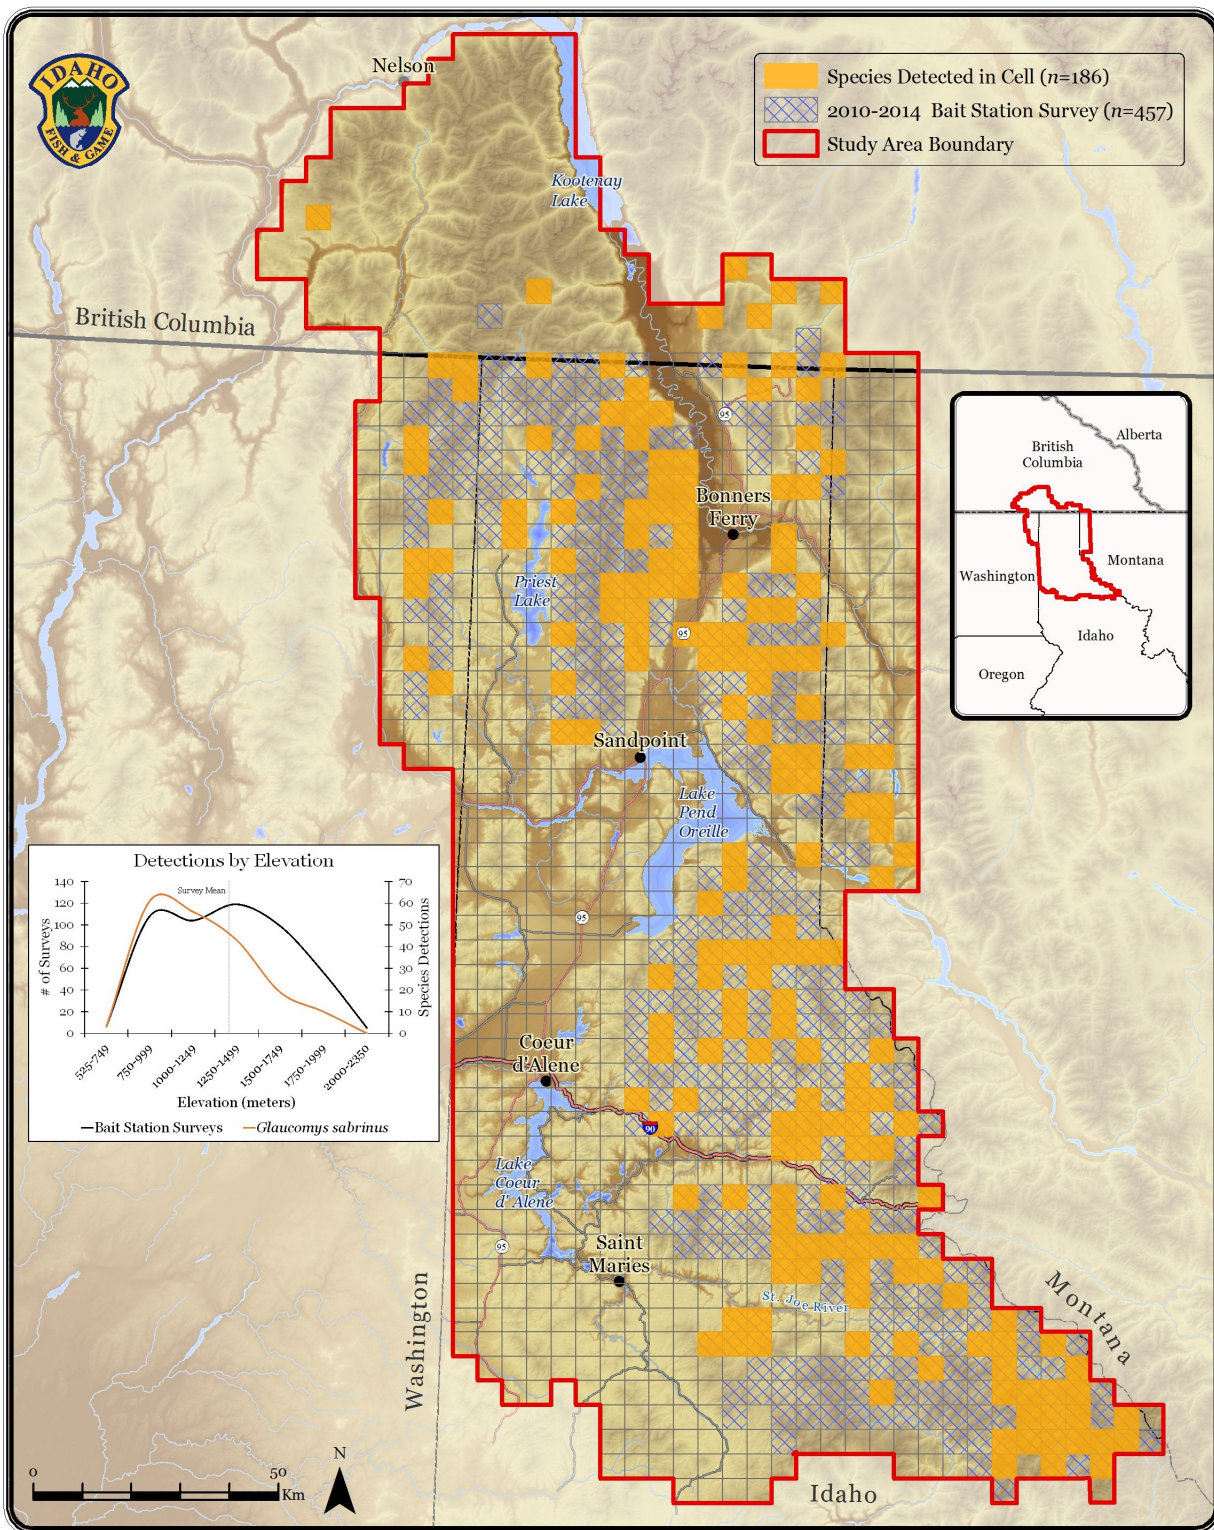 IDAHO
FISH & GAME
Nelson
Species Detected in Cell (n=186)
2010-2014 Bait Station Survey (n=457)
Study Area Boundary
Kootenay
Lake
British Columbia
95
Bonners
Ferry
British
Columbia
Alberta
Washington
Montana
Idaho
Oregon
Priest
Lake
95
Sandpoint
Lake
Pend
Oreille
95
Detections by Elevation
Survey Mean
# of Surveys
140
120
100
80
60
40
20
0
Species Detections
70
60
50
40
30
20
10
0
525-749
750-999
1000-1249
1250-1499
1500-1749
1750-1999
2000-2350
Elevation (meters)
Bait Station Surveys
Glaucomys sabrinus
Coeur
d'Alene
90
Lake
Coeur
d' Alene
95
Saint
Maries
St. Joe River
Washington
Montana
Idaho
0
50
Km
N